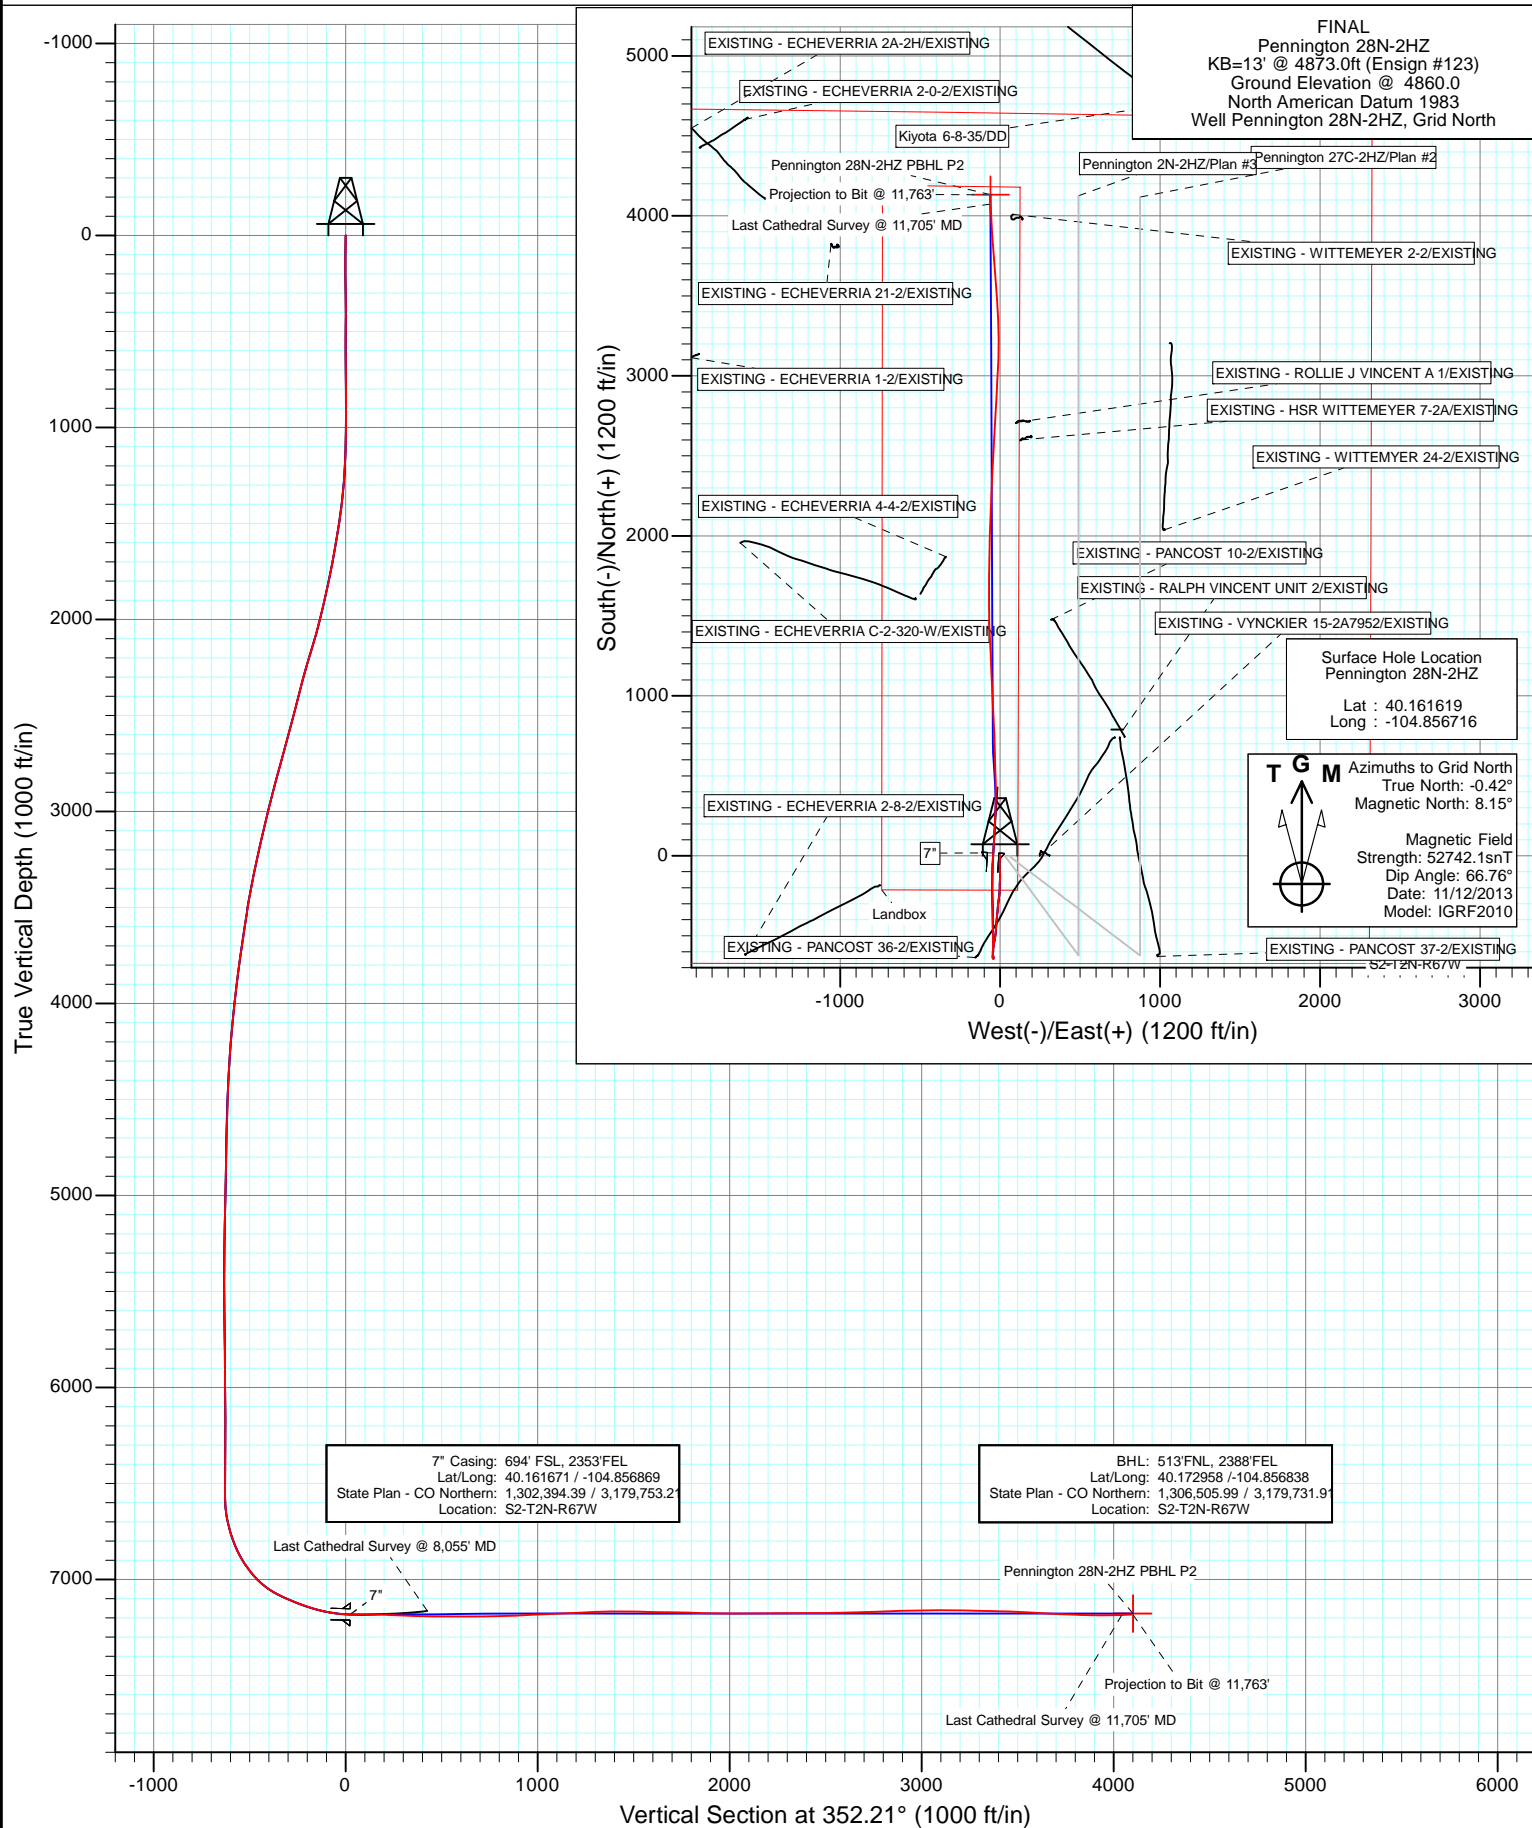 FINAL
Pennington 28N-2HZ
KB=13' @ 4873.0ft (Ensign #123)
Ground Elevation @ 4860.0
North American Datum 1983
Well Pennington 28N-2HZ, Grid North
EXISTING - ECHEVERRIA 2A-2H/EXISTING
EXISTING - ECHEVERRIA 2-0-2/EXISTING
Kiyota 6-8-35/DD
Pennington 28N-2HZ PBHL P2
Pennington 2N-2HZ/Plan #3
Pennington 27C-2HZ/Plan #2
Projection to Bit @ 11,763'
Last Cathedral Survey @ 11,705' MD
EXISTING - WITTEMEYER 2-2/EXISTING
EXISTING - ECHEVERRIA 21-2/EXISTING
EXISTING - ECHEVERRIA 1-2/EXISTING
EXISTING - ROLLIE J VINCENT A 1/EXISTING
EXISTING - HSR WITTEMEYER 7-2A/EXISTING
EXISTING - WITTEMYER 24-2/EXISTING
EXISTING - ECHEVERRIA 4-4-2/EXISTING
EXISTING - PANCOST 10-2/EXISTING
EXISTING - RALPH VINCENT UNIT 2/EXISTING
EXISTING - VYNCKIER 15-2A7952/EXISTING
EXISTING - ECHEVERRIA C-2-320-W/EXISTING
Surface Hole Location
Pennington 28N-2HZ
Lat : 40.161619
Long : -104.856716
T G M
Azimuths to Grid North
True North: -0.42°
Magnetic North: 8.15°
Magnetic Field
Strength: 52742.1snT
Dip Angle: 66.76°
Date: 11/12/2013
Model: IGRF2010
EXISTING - ECHEVERRIA 2-8-2/EXISTING
7"
Landbox
EXISTING - PANCOST 36-2/EXISTING
EXISTING - PANCOST 37-2/EXISTING
S2-T2N-R67W
5000
4000
3000
2000
1000
0
South(-)/North(+) (1200 ft/in)
-1000
0
1000
2000
3000
West(-)/East(+) (1200 ft/in)
-1000
0
1000
2000
3000
4000
5000
6000
7000
True Vertical Depth (1000 ft/in)
7" Casing: 694' FSL, 2353'FEL
Lat/Long: 40.161671 / -104.856869
State Plan - CO Northern: 1,302,394.39 / 3,179,753.21
Location: S2-T2N-R67W
BHL: 513'FNL, 2388'FEL
Lat/Long: 40.172958 /-104.856838
State Plan - CO Northern: 1,306,505.99 / 3,179,731.91
Location: S2-T2N-R67W
Last Cathedral Survey @ 8,055' MD
7"
Pennington 28N-2HZ PBHL P2
Projection to Bit @ 11,763'
Last Cathedral Survey @ 11,705' MD
-1000
0
1000
2000
3000
4000
5000
6000
Vertical Section at 352.21° (1000 ft/in)